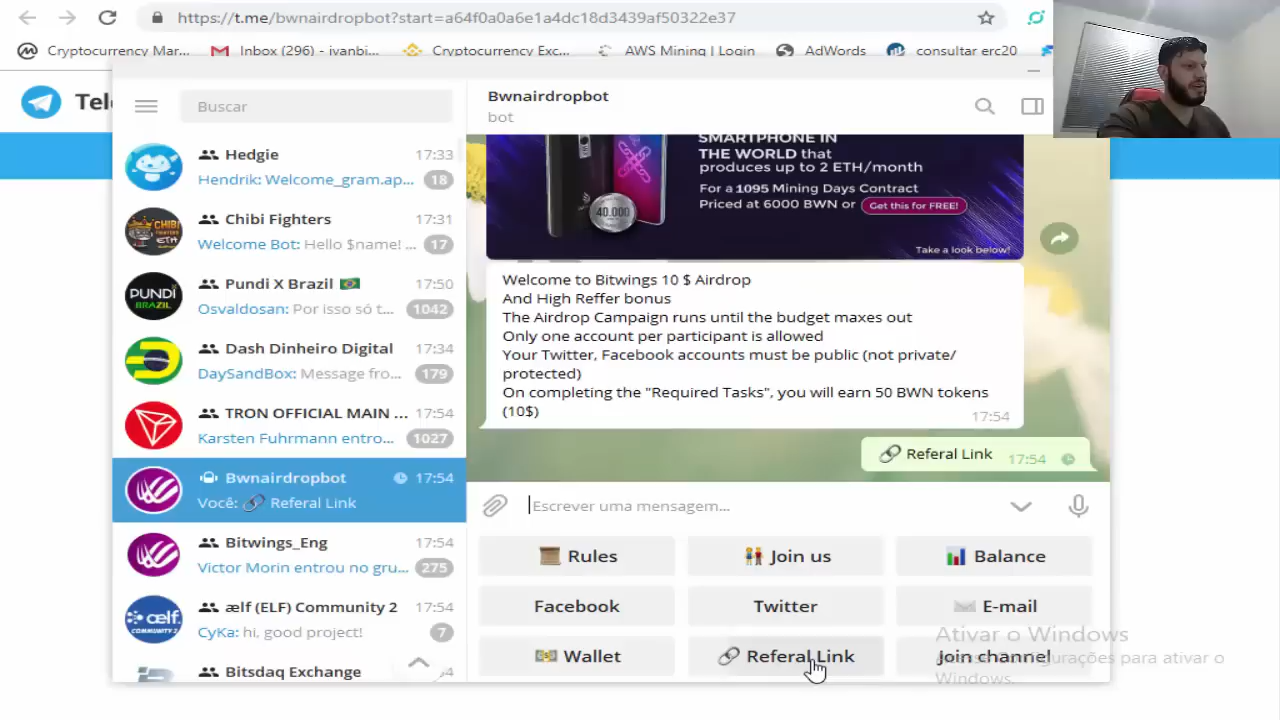 https://t.me/bwnairdropbot?start=a64f0a0a6e1a4dc18d3439af50322e37
Cryptocurrency Mar...
Inbox (296) - ivanbi...
Cryptocurrency Exc...
AWS Mining | Login
AdWords
consultar erc20
Tele
Buscar
Bwnairdropbot
bot
Hedgie 17:33
Hendrik: Welcome_gram.ap... 18
Chibi Fighters 17:31
Welcome Bot: Hello $name! ... 17
PUNDI BRAZIL
Pundi X Brazil 17:50
Osvaldosan: Por isso só t... 1042
Dash Dinheiro Digital 17:34
DaySandBox: Message fro... 179
TRON OFFICIAL MAIN ... 17:54
Karsten Fuhrmann entro... 1027
Bwnairdropbot 17:54
Você: Referal Link
Bitwings_Eng 17:54
Victor Morin entrou no gru... 275
ælf (ELF) Community 2 17:54
CyKa: hi, good project! 7
Bitsdaq Exchange
SMARTPHONE IN
THE WORLD that
produces up to 2 ETH/month
For a 1095 Mining Days Contract
Priced at 6000 BWN or Get this for FREE!
40.000
Take a look below!
Welcome to Bitwings 10 $ Airdrop
And High Reffer bonus
The Airdrop Campaign runs until the budget maxes out
Only one account per participant is allowed
Your Twitter, Facebook accounts must be public (not private/
protected)
On completing the "Required Tasks", you will earn 50 BWN tokens
(10$) 17:54
Referal Link 17:54
Escrever uma mensagem...
Rules
Join us
Balance
Facebook
Twitter
E-mail
Wallet
Referal Link
Join channel
Ativar o Windows
Configurações para ativar o
Windows.